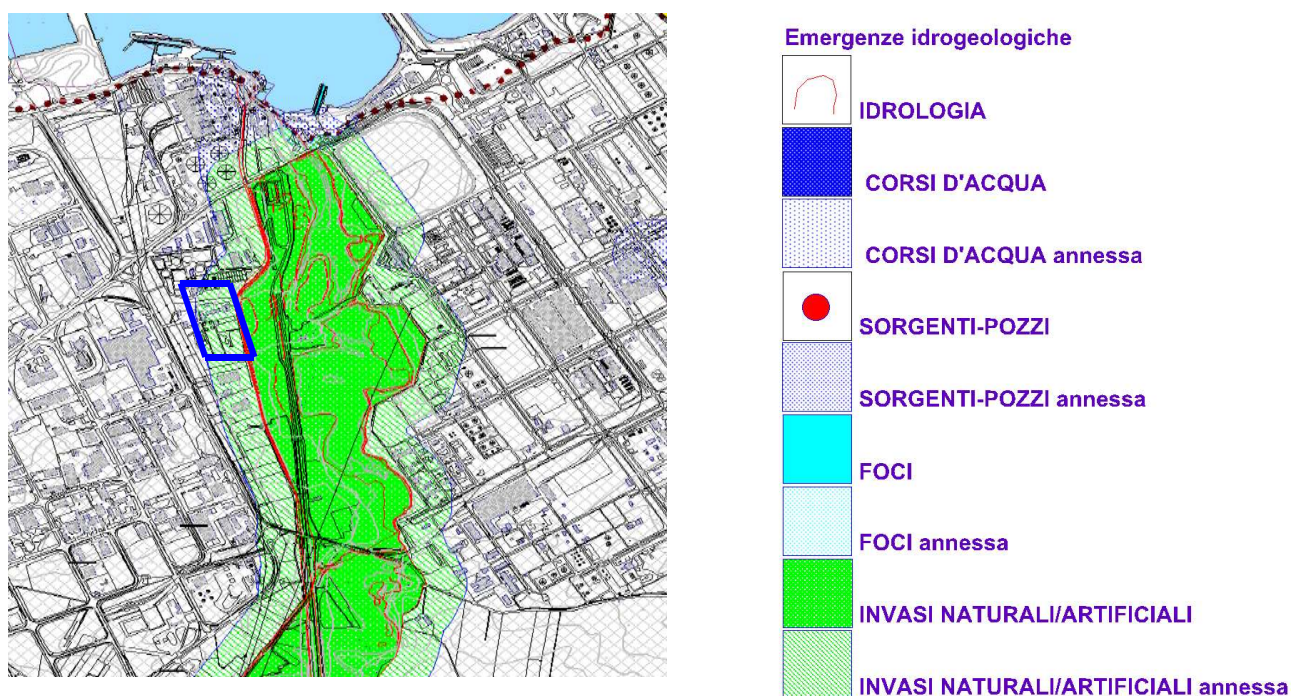 Emergenze idrogeologiche
IDROLOGIA
CORSI D'ACQUA
CORSI D'ACQUA annessa
SORGENTI-POZZI
SORGENTI-POZZI annessa
FOCI
FOCI annessa
INVASI NATURALI/ARTIFICIALI
INVASI NATURALI/ARTIFICIALI annessa